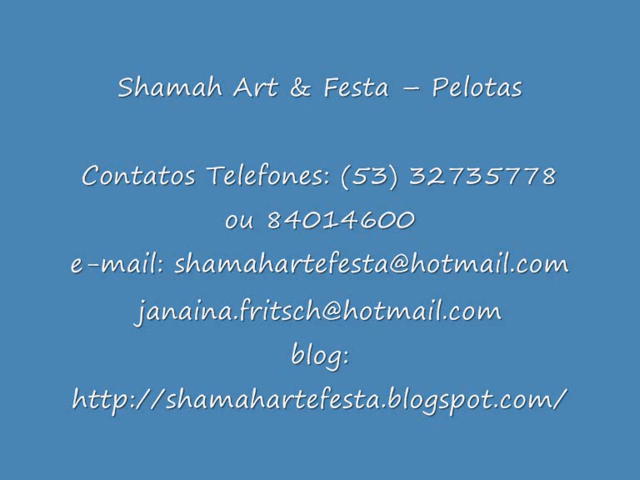 Shamah Art & Festa – Pelotas
Contatos Telefones: (53) 32735778
ou 84014600
e-mail: shamahartefesta@hotmail.com
janaina.fritsch@hotmail.com
blog:
http://shamahartefesta.blogspot.com/